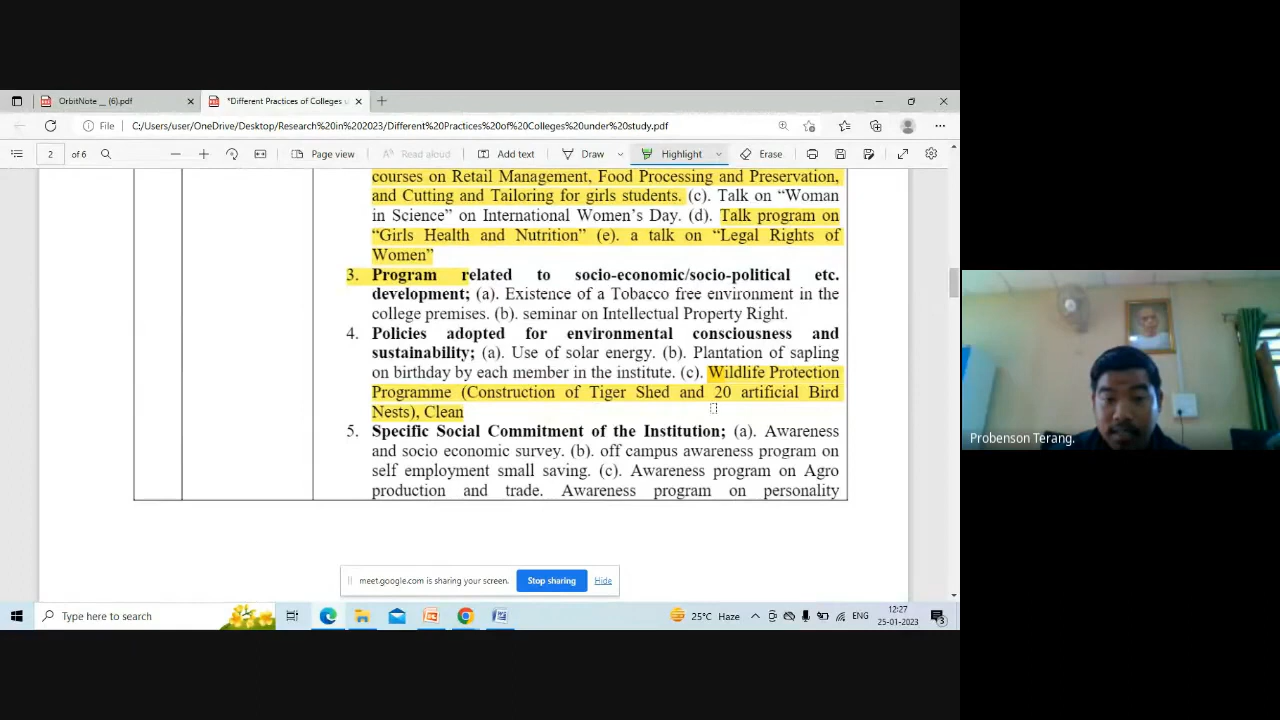 OrbitNote __ (6).pdf
*Different Practices of Colleges u
File
C:/Users/user/OneDrive/Desktop/Research%20in%202023/Different%20Practices%20of%20Colleges%20under%20study.pdf
2 of 6
Page view
Read aloud
Add text
Draw
Highlight
Erase
courses on Retail Management, Food Processing and Preservation,
and Cutting and Tailoring for girls students. (c). Talk on “Woman
in Science” on International Women’s Day. (d). Talk program on
“Girls Health and Nutrition” (e). a talk on “Legal Rights of
Women”
3. Program related to socio-economic/socio-political etc.
development; (a). Existence of a Tobacco free environment in the
college premises. (b). seminar on Intellectual Property Right.
4. Policies adopted for environmental consciousness and
sustainability; (a). Use of solar energy. (b). Plantation of sapling
on birthday by each member in the institute. (c). Wildlife Protection
Programme (Construction of Tiger Shed and 20 artificial Bird
Nests), Clean
5. Specific Social Commitment of the Institution; (a). Awareness
and socio economic survey. (b). off campus awareness program on
self employment small saving. (c). Awareness program on Agro
production and trade. Awareness program on personality
Probenson Terang.
meet.google.com is sharing your screen.
Stop sharing
Hide
Type here to search
25°C Haze
ENG
12:27
25-01-2023
3